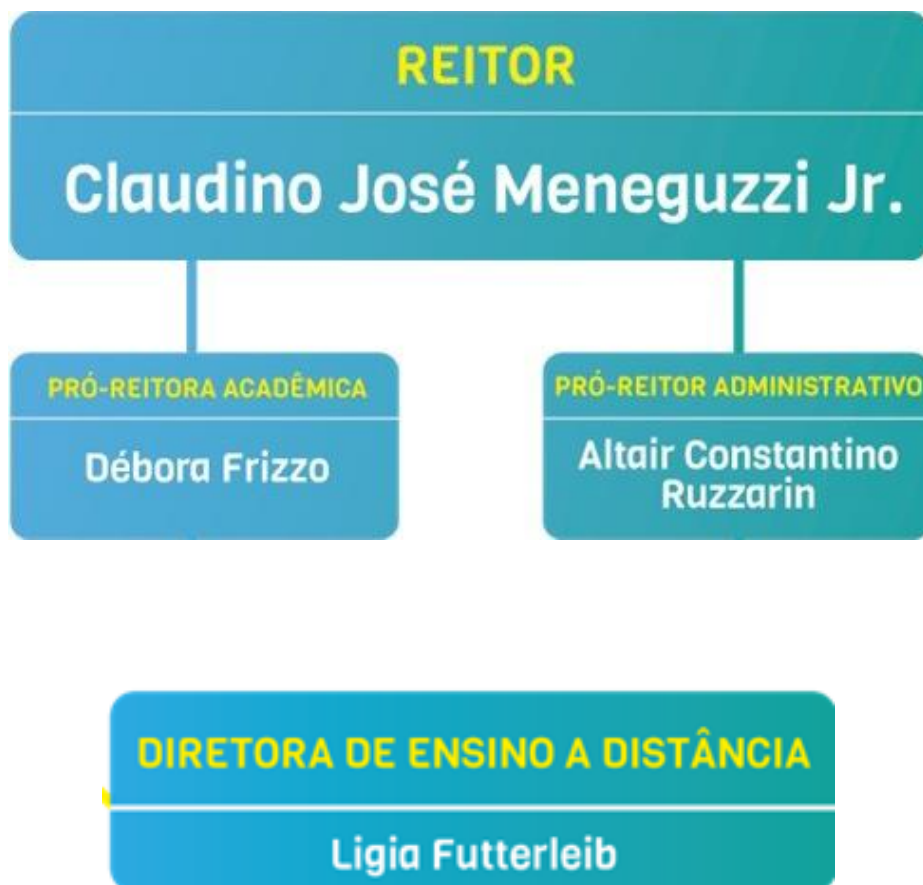 REITOR
Claudino José Meneguzzi Jr.
PRÓ-REITORA ACADÊMICA
Débora Frizzo
PRÓ-REITOR ADMINISTRATIVO
Altair Constantino
Ruzzarin
DIRETORA DE ENSINO A DISTÂNCIA
Ligia Futterleib